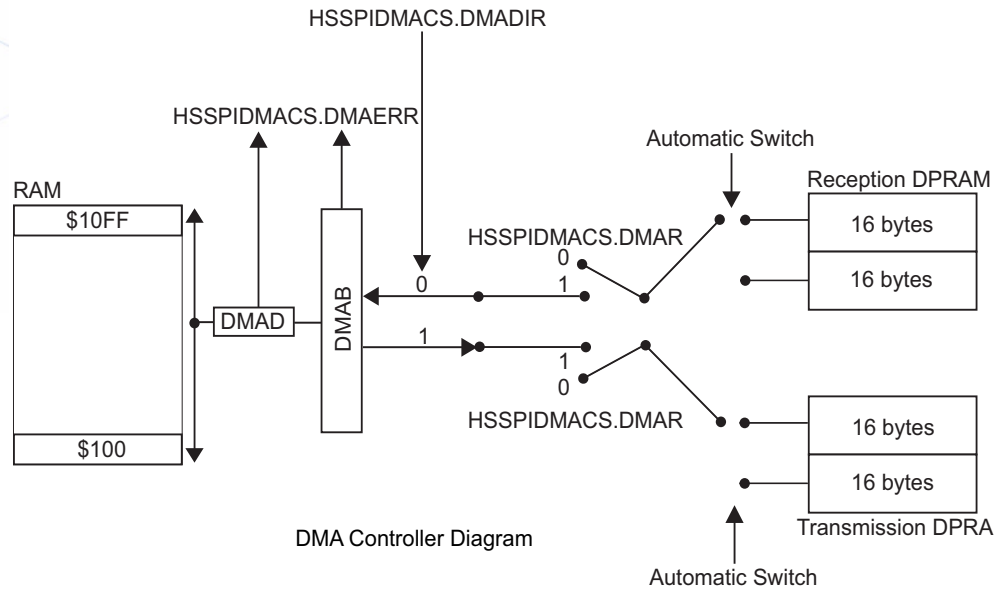 HSSPIDMACS.DMADIR
HSSPIDMACS.DMAERR
Automatic Switch
RAM
Reception DPRAM
$10FF
16 bytes
HSSPIDMACS.DMAR
0
0
1
16 bytes
DMAD
DMAB
1
1
0
HSSPIDMACS.DMAR
16 bytes
$100
16 bytes
Transmission DPRA
DMA Controller Diagram
Automatic Switch